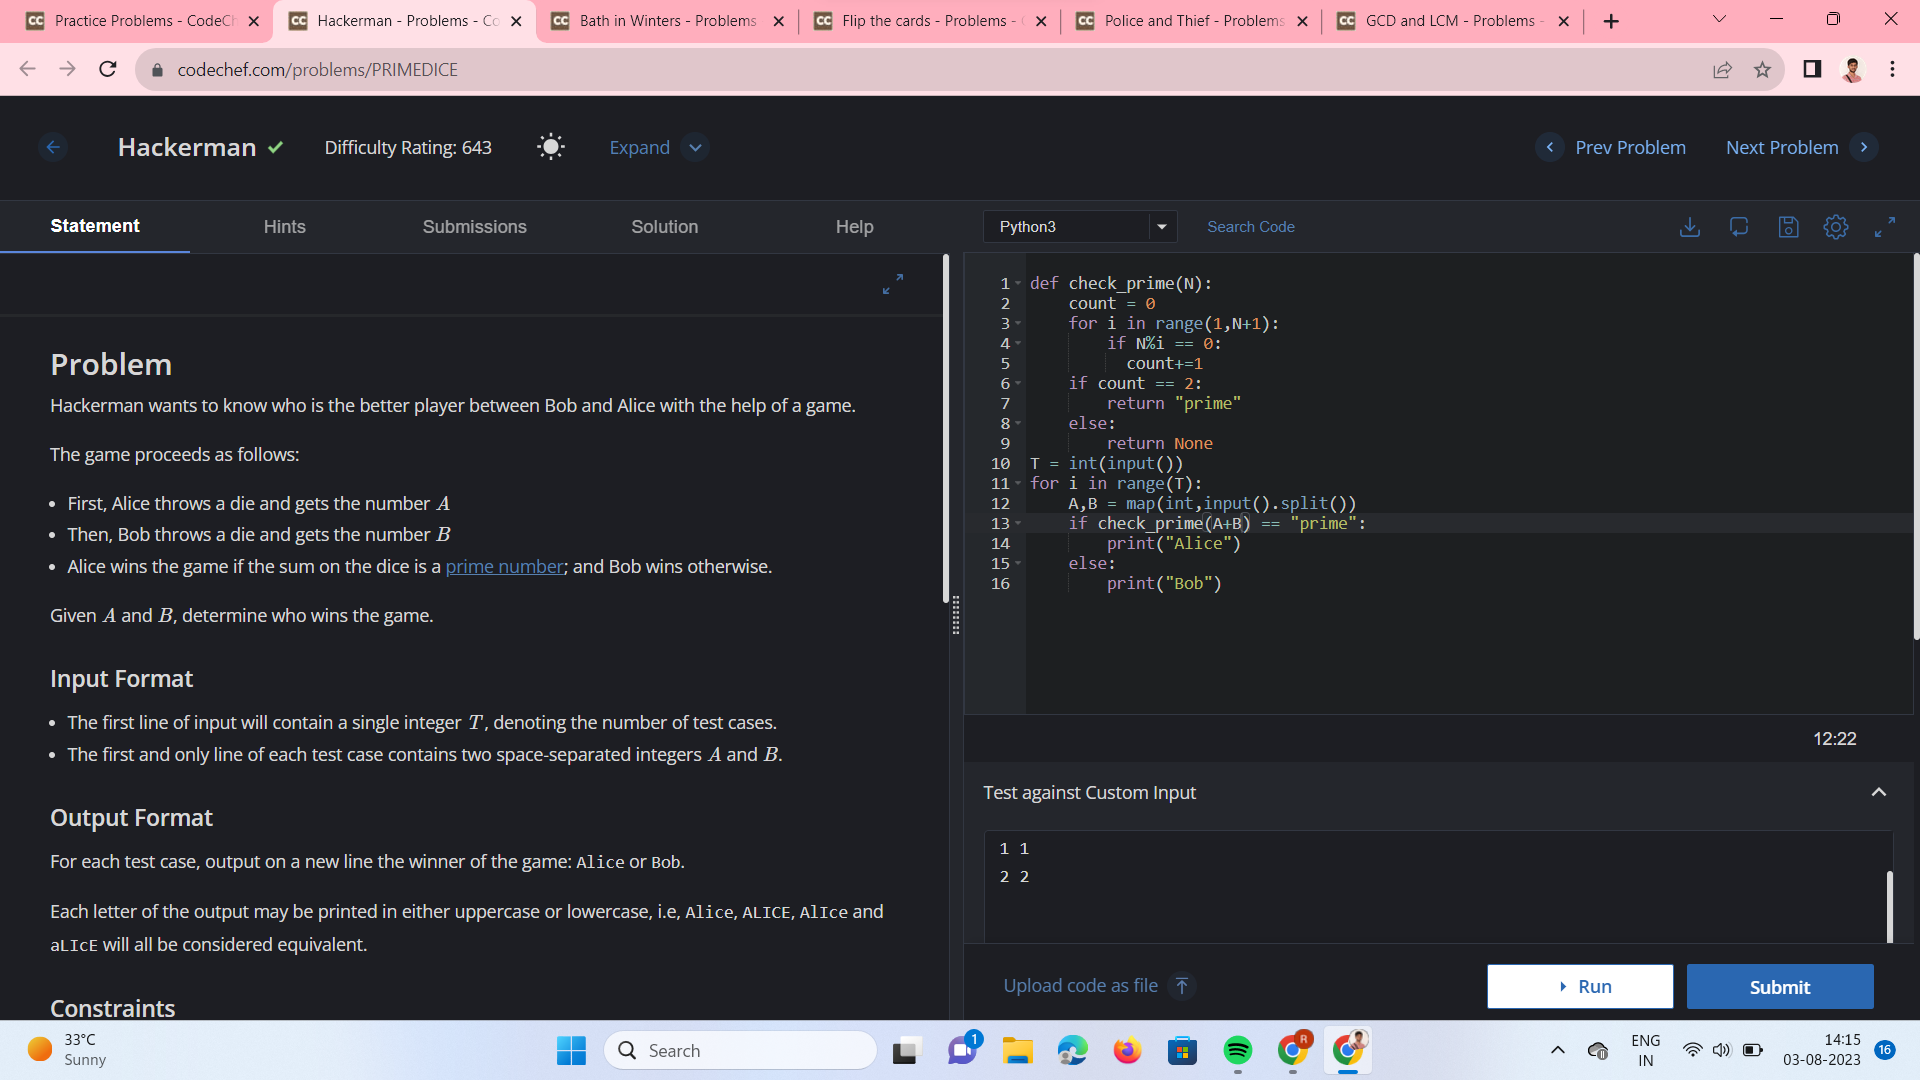 CC Practice Problems - CodeCh
CC Hackerman - Problems - Co
CC Bath in Winters - Problems
CC Flip the cards - Problems - C
CC Police and Thief - Problems
CC GCD and LCM - Problems -
codechef.com/problems/PRIMEDICE
Hackerman
Difficulty Rating: 643
Expand
Prev Problem
Next Problem
Statement
Hints
Submissions
Solution
Help
Problem
Hackerman wants to know who is the better player between Bob and Alice with the help of a game.
The game proceeds as follows:
• First, Alice throws a die and gets the number A
• Then, Bob throws a die and gets the number B
• Alice wins the game if the sum on the dice is a prime number; and Bob wins otherwise.
Given A and B, determine who wins the game.
Input Format
• The first line of input will contain a single integer T, denoting the number of test cases.
• The first and only line of each test case contains two space-separated integers A and B.
Output Format
For each test case, output on a new line the winner of the game: Alice or Bob.
Each letter of the output may be printed in either uppercase or lowercase, i.e, Alice, ALICE, AlIce and
aLIcE will all be considered equivalent.
Constraints
Python3
Search Code
1 def check_prime(N):
2     count = 0
3     for i in range(1,N+1):
4         if N%i == 0:
5           count+=1
6     if count == 2:
7         return "prime"
8     else:
9         return None
10 T = int(input())
11 for i in range(T):
12     A,B = map(int,input().split())
13     if check_prime(A+B) == "prime":
14         print("Alice")
15     else:
16         print("Bob")
12:22
Test against Custom Input
1 1
2 2
Upload code as file
Run
Submit
33°C
Sunny
Search
1
R
ENG
IN
14:15
03-08-2023
16